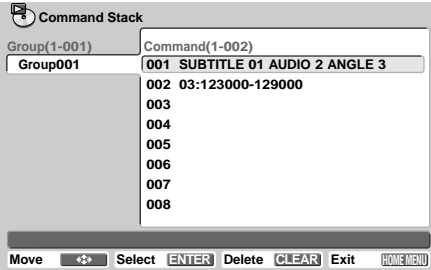 Command Stack
Group(1-001)
Group001
Command(1-002)
001 SUBTITLE 01 AUDIO 2 ANGLE 3
002 03:123000-129000
003
004
005
006
007
008
Move Select ENTER Delete CLEAR Exit HOME MENU